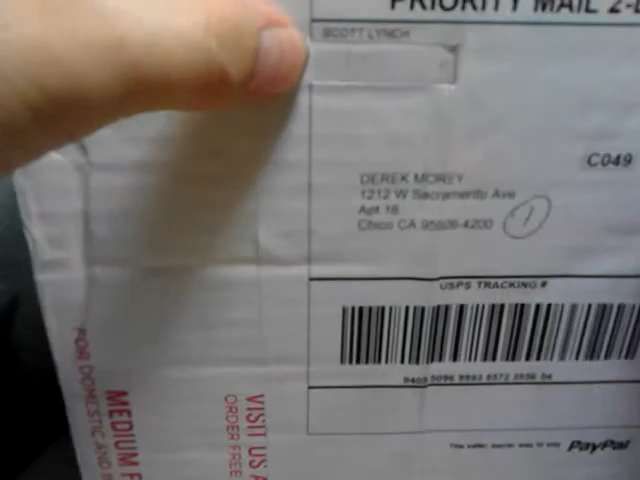 PRIORITY MAIL 2-
SCOTT LYNCH
C049
DEREK MOREY
1212 W Sacramento Ave
Apt 16
Chico CA 95926-4200
1
USPS TRACKING #
PayPal
FOR DOMESTIC AND
MEDIUM F
VISIT US A
ORDER FREE